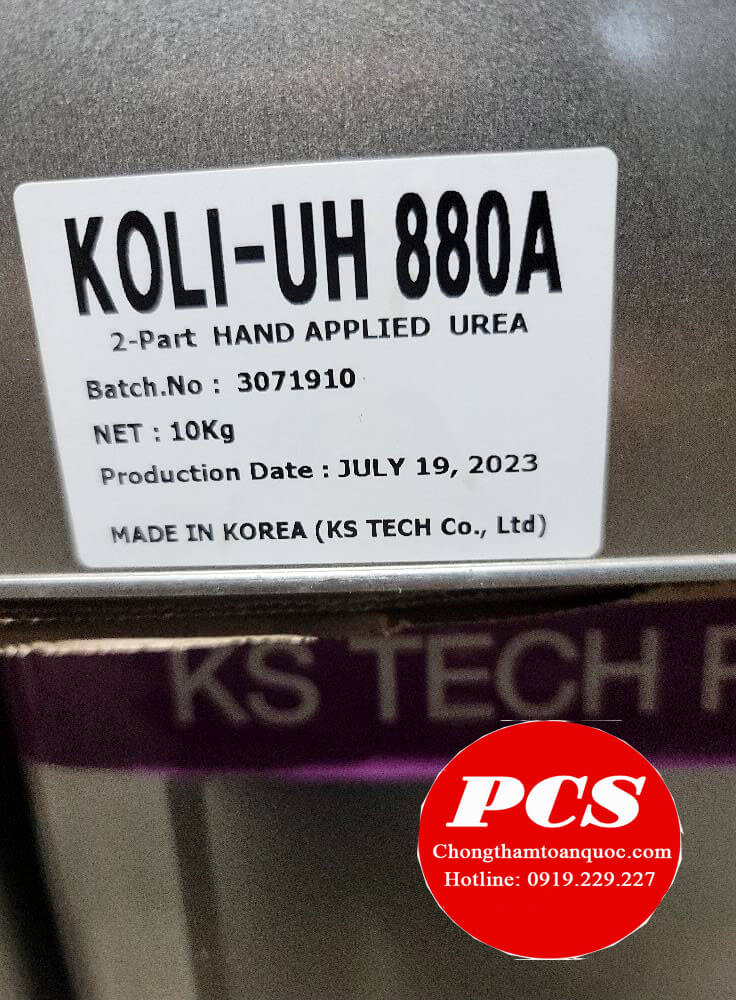 KOLI-UH 880A
2-Part HAND APPLIED UREA
Batch.No : 3071910
NET : 10Kg
Production Date : JULY 19, 2023
MADE IN KOREA (KS TECH Co., Ltd)
KS TECH
PCS
Chongthamtoanquoc.com
Hotline: 0919.229.227